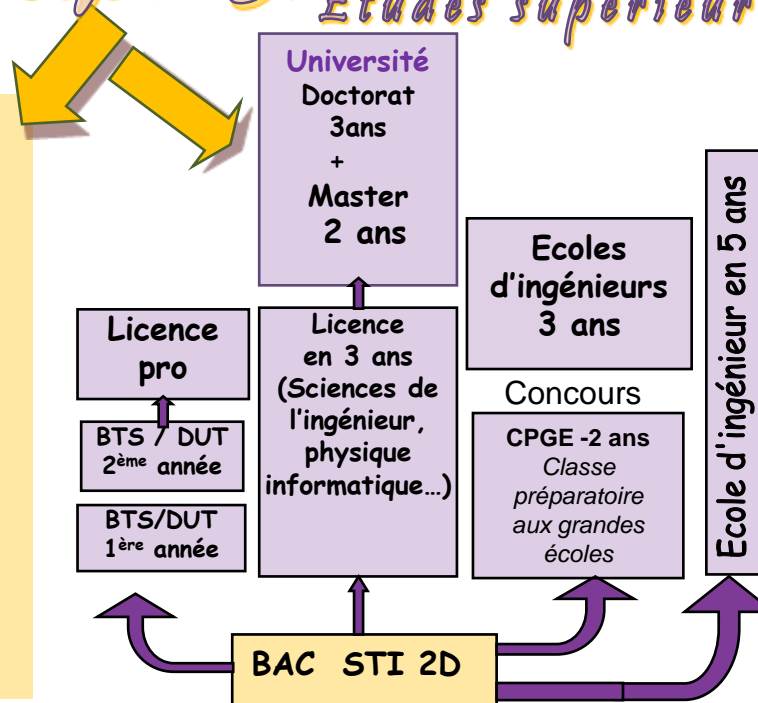 Etudes supérieur
Université
Doctorat
3ans
+
Master
2 ans
Ecoles
d'ingénieurs
3 ans
Ecole d'ingénieur en 5 ans
Licence
pro
Licence
en 3 ans
(Sciences de
l'ingénieur,
physique
informatique…)
Concours
BTS / DUT
2ème année
CPGE -2 ans
Classe
préparatoire
aux grandes
écoles
BTS/DUT
1ère année
BAC STI 2D